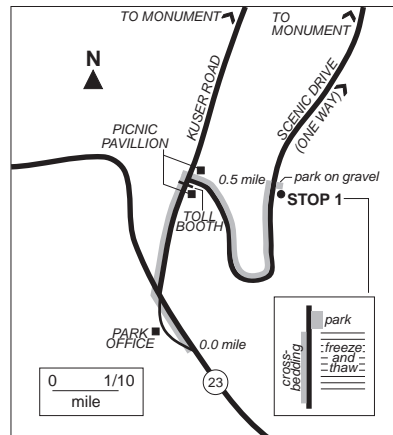 TO MONUMENT
TO
MONUMENT
N
KUSER ROAD
SCENIC DRIVE
(ONE WAY)
PICNIC
PAVILLION
0.5 mile
park on gravel
STOP 1
TOLL
BOOTH
PARK
OFFICE
0.0 mile
23
0 1/10
mile
park
cross-
bedding
freeze
and
thaw